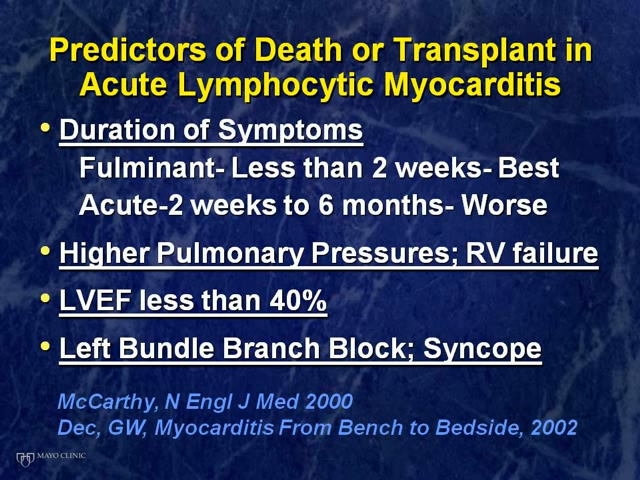 Predictors of Death or Transplant in
Acute Lymphocytic Myocarditis
• Duration of Symptoms
Fulminant- Less than 2 weeks- Best
Acute-2 weeks to 6 months- Worse
• Higher Pulmonary Pressures; RV failure
• LVEF less than 40%
• Left Bundle Branch Block; Syncope
McCarthy, N Engl J Med 2000
Dec, GW, Myocarditis From Bench to Bedside, 2002
MAYO CLINIC